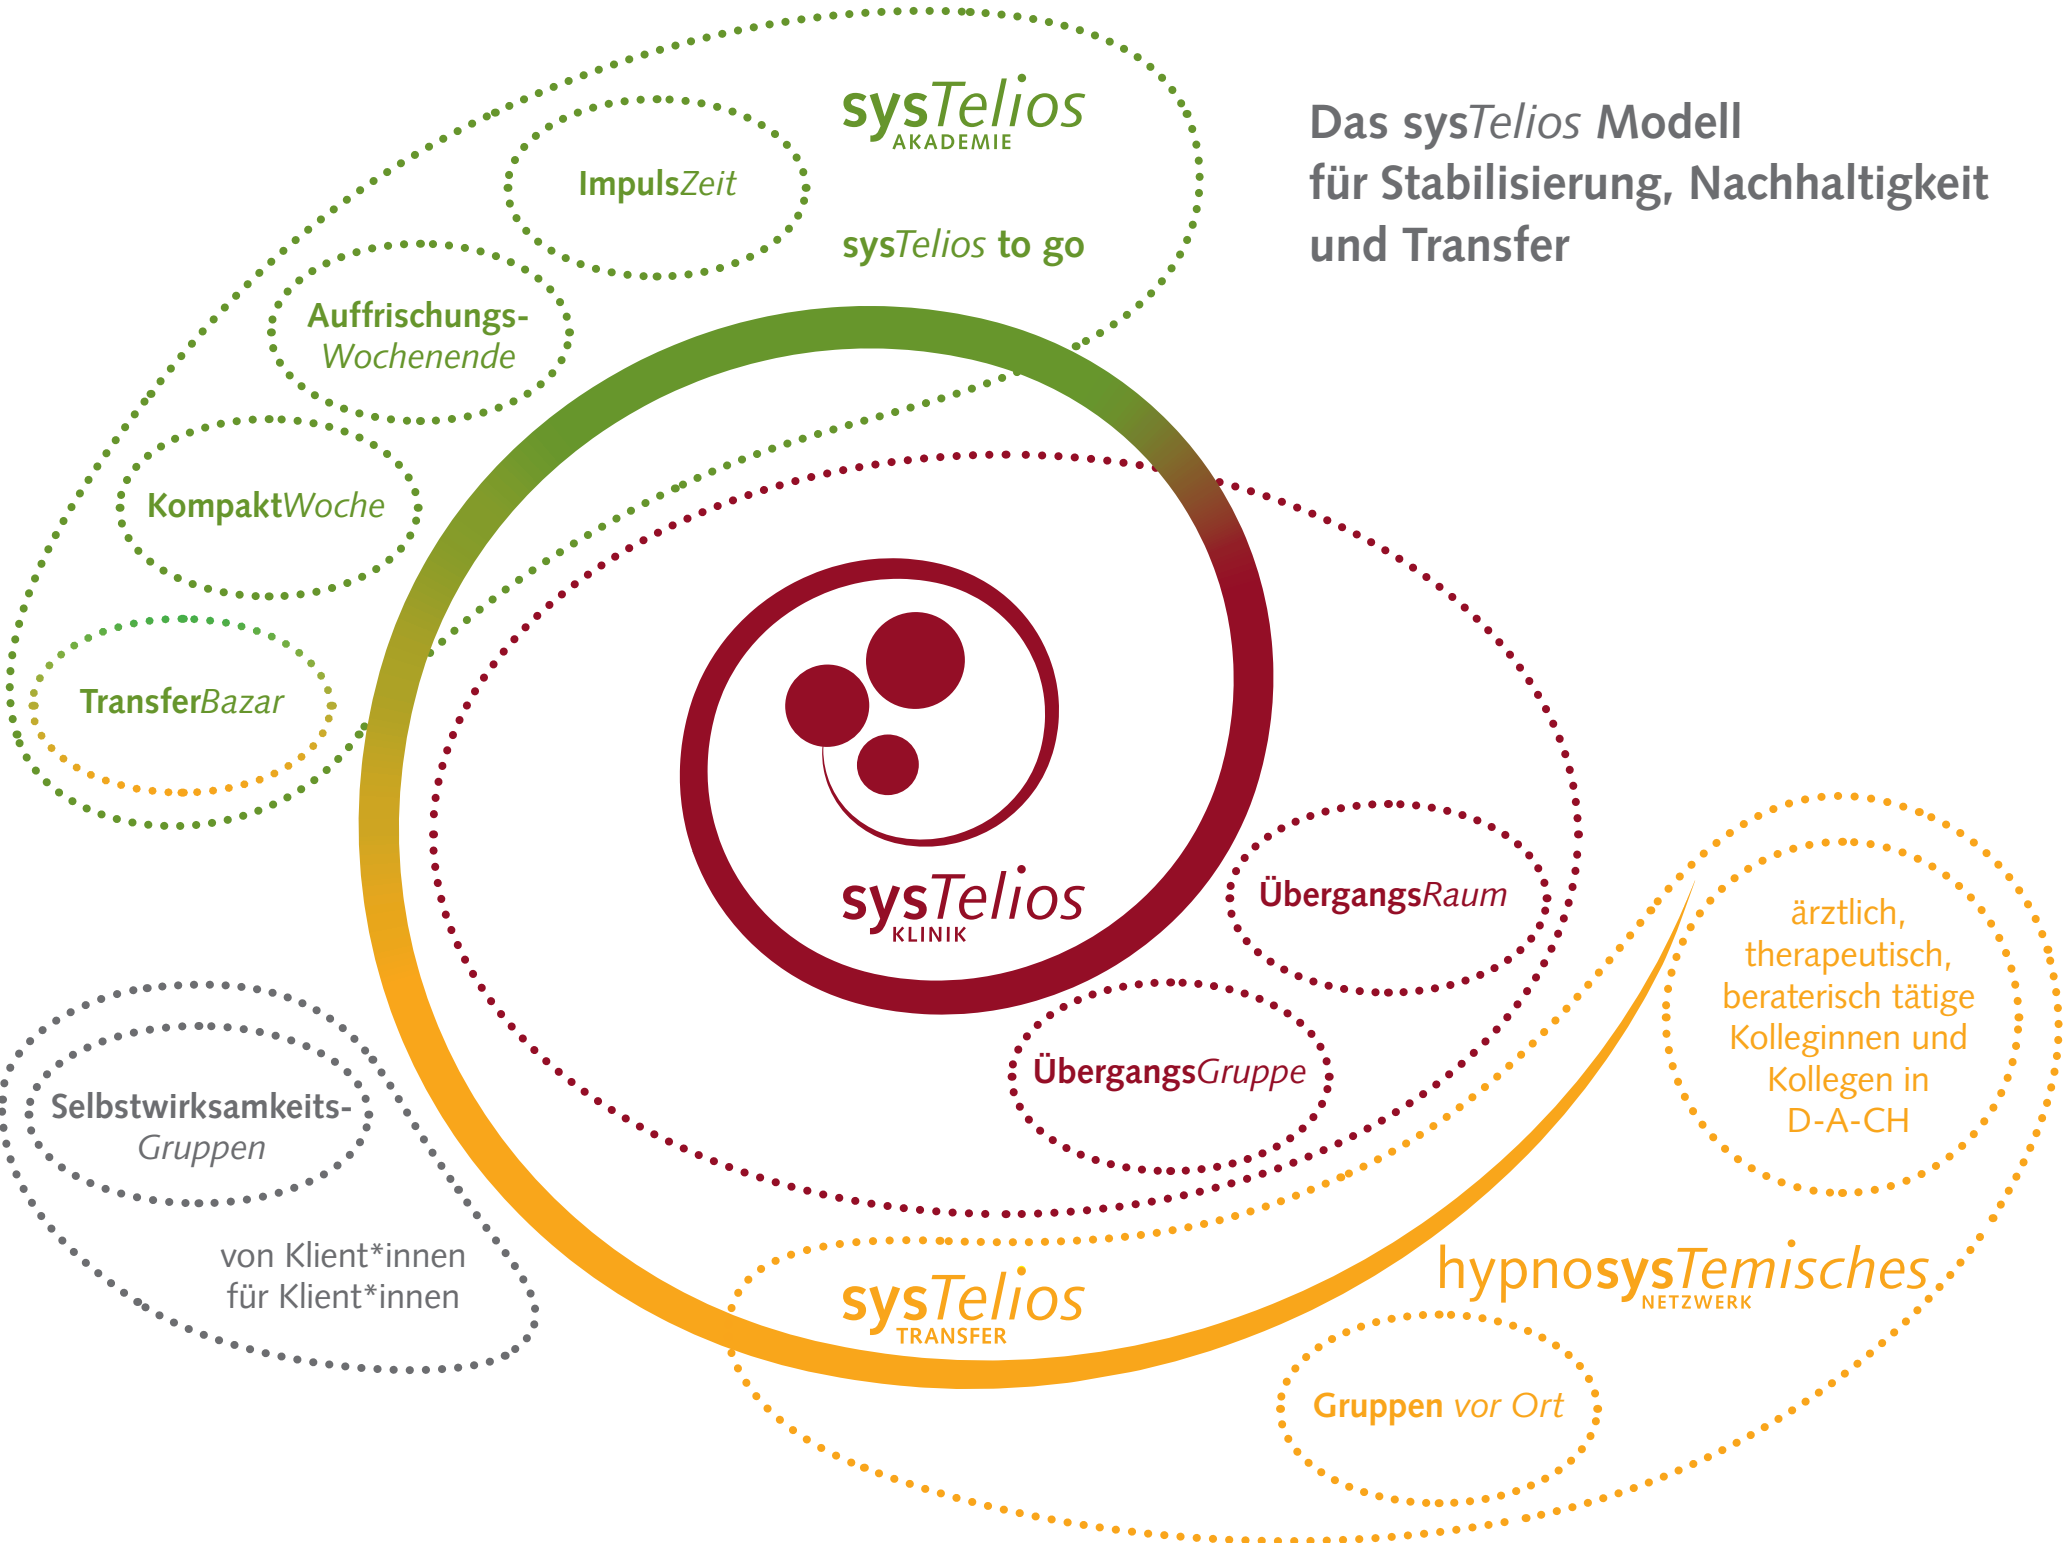 Das sysTelios Modell
für Stabilisierung, Nachhaltigkeit
und Transfer
sysTelios
AKADEMIE
ImpulsZeit
sysTelios to go
Auffrischungs-
Wochenende
KompaktWoche
TransferBazar
sysTelios
KLINIK
ÜbergangsRaum
ÜbergangsGruppe
ärztlich,
therapeutisch,
beraterisch tätige
Kolleginnen und
Kollegen in
D-A-CH
Selbstwirksamkeits-
Gruppen
von Klient*innen
für Klient*innen
sysTelios
TRANSFER
hypnosysTemisches
NETZWERK
Gruppen vor Ort